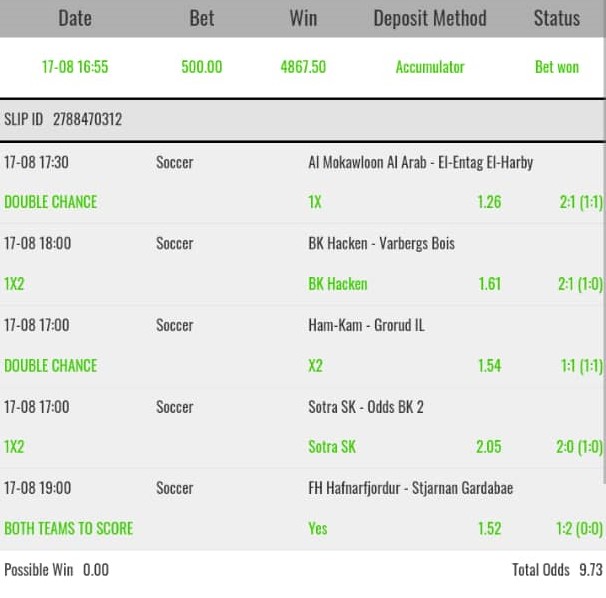 Date Bet Win Deposit Method Status
17-08 16:55 500.00 4867.50 Accumulator Bet won
SLIP ID 2788470312
17-08 17:30 Soccer Al Mokawloon Al Arab - El-Entag El-Harby
DOUBLE CHANCE 1X 1.26 2:1 (1:1)
17-08 18:00 Soccer BK Hacken - Varbergs Bois
1X2 BK Hacken 1.61 2:1 (1:0)
17-08 17:00 Soccer Ham-Kam - Grorud IL
DOUBLE CHANCE X2 1.54 1:1 (1:1)
17-08 17:00 Soccer Sotra SK - Odds BK 2
1X2 Sotra SK 2.05 2:0 (1:0)
17-08 19:00 Soccer FH Hafnarfjordur - Stjarnan Gardabae
BOTH TEAMS TO SCORE Yes 1.52 1:2 (0:0)
Possible Win 0.00 Total Odds 9.73